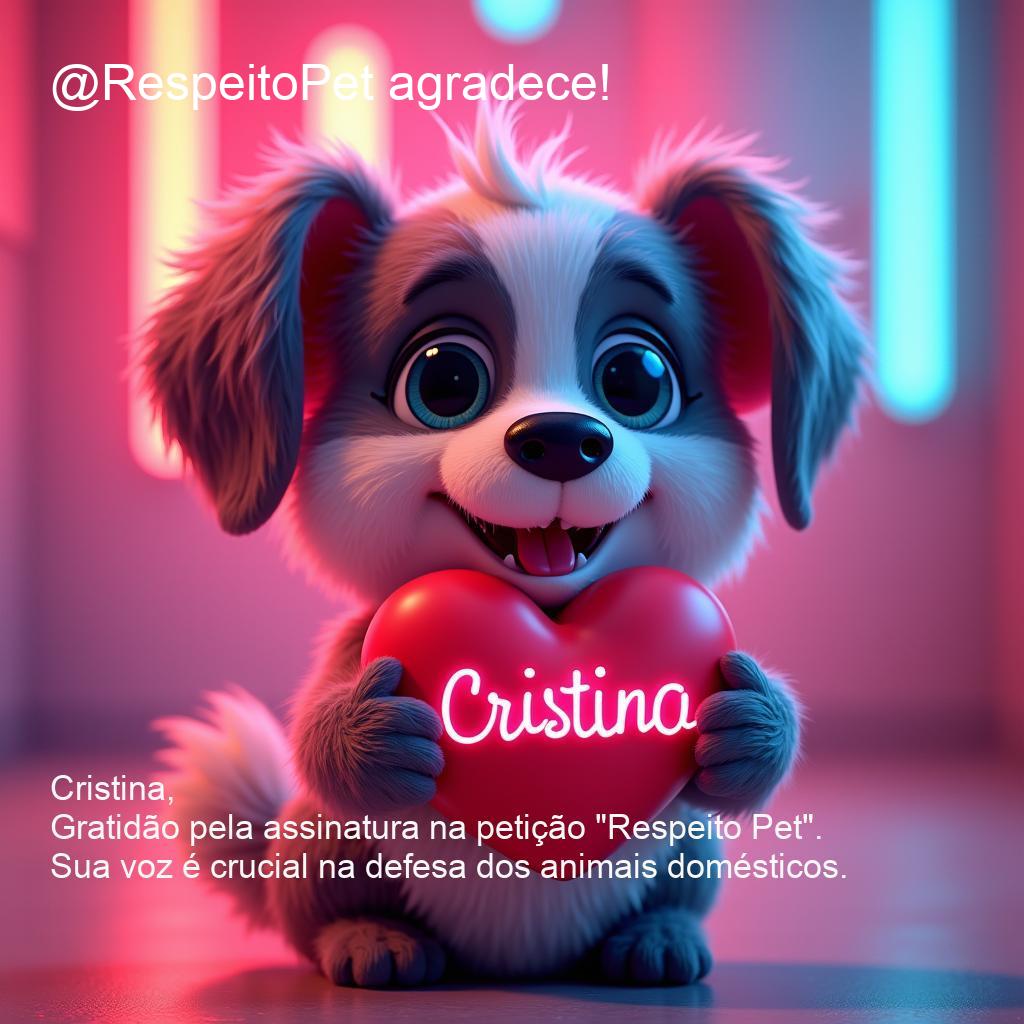 @RespeitoPet agradece!
Cristina
Cristina,
Gratidão pela assinatura na petição "Respeito Pet".
Sua voz é crucial na defesa dos animais domésticos.